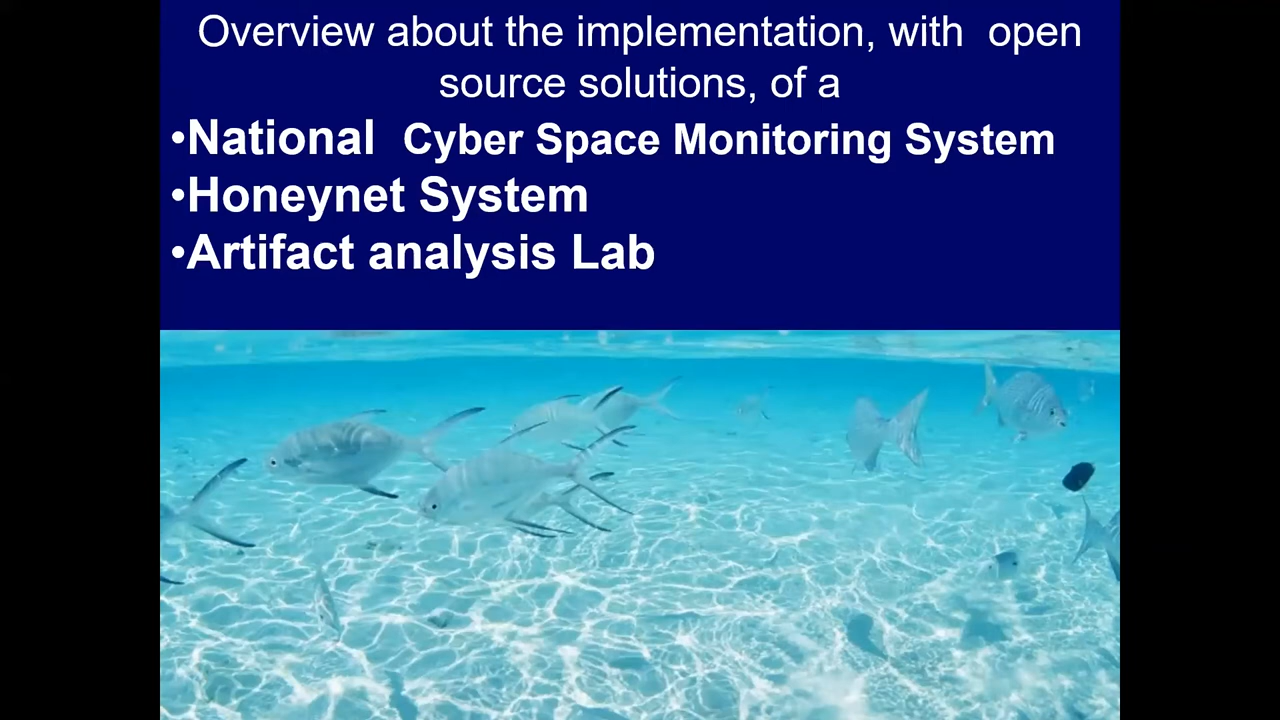 Overview about the implementation, with  open
source solutions, of a
•National  Cyber Space Monitoring System
•Honeynet System
•Artifact analysis Lab